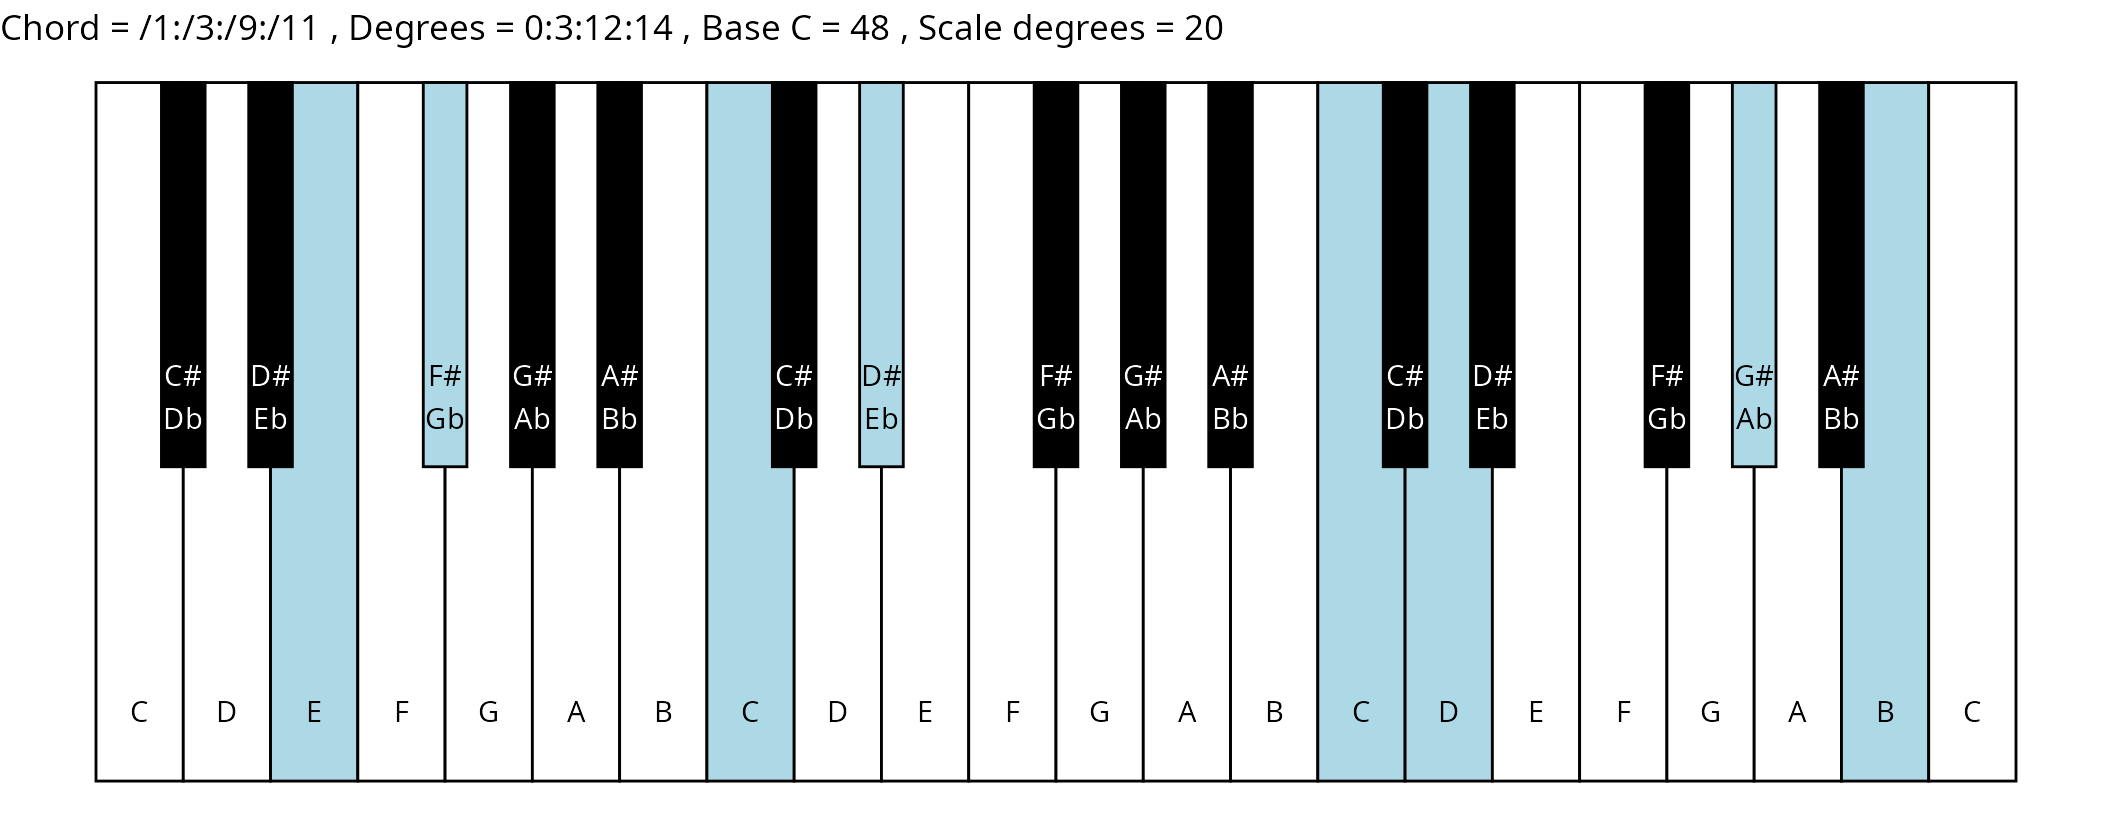 Chord = /1:/3:/9:/11 , Degrees = 0:3:12:14 , Base C = 48 , Scale degrees = 20
C# D# F# G# A# C# D# F# G# A# C# D# F# G# A#
Db Eb Gb Ab Bb Db Eb Gb Ab Bb Db Eb Gb Ab Bb
C D E F G A B C D E F G A B C D E F G A B C